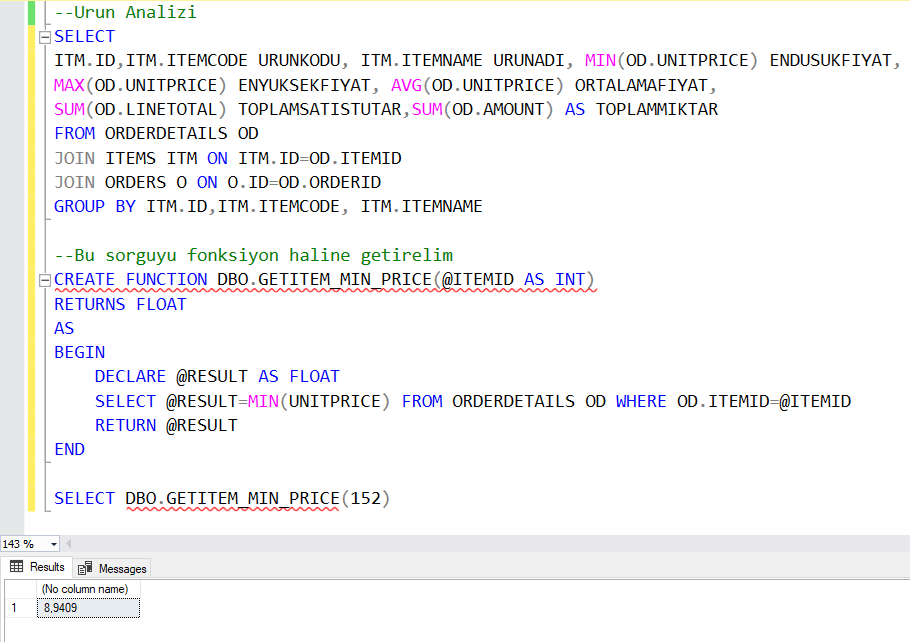 --Urun Analizi
SELECT
ITM.ID,ITM.ITEMCODE URUNKODU, ITM.ITEMNAME URUNADI, MIN(OD.UNITPRICE) ENDUSUKFIYAT,
MAX(OD.UNITPRICE) ENYUKSEKFIYAT, AVG(OD.UNITPRICE) ORTALAMAFIYAT,
SUM(OD.LINETOTAL) TOPLAMSATISTUTAR,SUM(OD.AMOUNT) AS TOPLAMMIKTAR
FROM ORDERDETAILS OD
JOIN ITEMS ITM ON ITM.ID=OD.ITEMID
JOIN ORDERS O ON O.ID=OD.ORDERID
GROUP BY ITM.ID,ITM.ITEMCODE, ITM.ITEMNAME
--Bu sorguyu fonksiyon haline getirelim
CREATE FUNCTION DBO.GETITEM_MIN_PRICE(@ITEMID AS INT)
RETURNS FLOAT
AS
BEGIN
DECLARE @RESULT AS FLOAT
SELECT @RESULT=MIN(UNITPRICE) FROM ORDERDETAILS OD WHERE OD.ITEMID=@ITEMID
RETURN @RESULT
END
SELECT DBO.GETITEM_MIN_PRICE(152)
143 %
Results Messages
(No column name)
1 8,9409